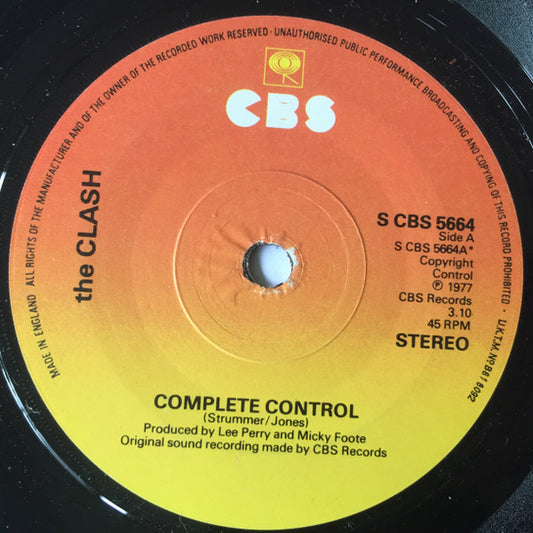 MADE IN ENGLAND   ALL RIGHTS OF THE MANUFACTURER AND OF THE OWNER OF THE RECORDED WORK RESERVED - UNAUTHORISED PUBLIC PERFORMANCE BROADCASTING AND COPYING OF THIS RECORD PROHIBITED • U.K.T.M. Nº B818092
CBS
the CLASH
S CBS 5664
Side A
S CBS 5664A*
Copyright
Control
℗ 1977
CBS Records
3.10
45 RPM
STEREO
COMPLETE CONTROL
(Strummer/Jones)
Produced by Lee Perry and Micky Foote
Original sound recording made by CBS Records